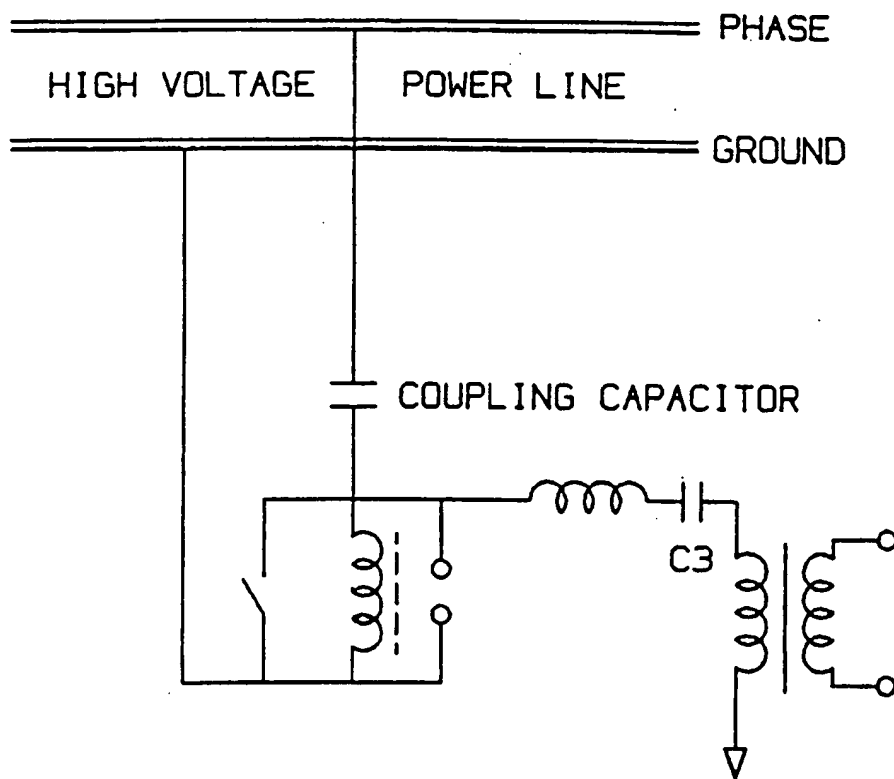 PHASE
HIGH VOLTAGE POWER LINE
GROUND
COUPLING CAPACITOR
C3